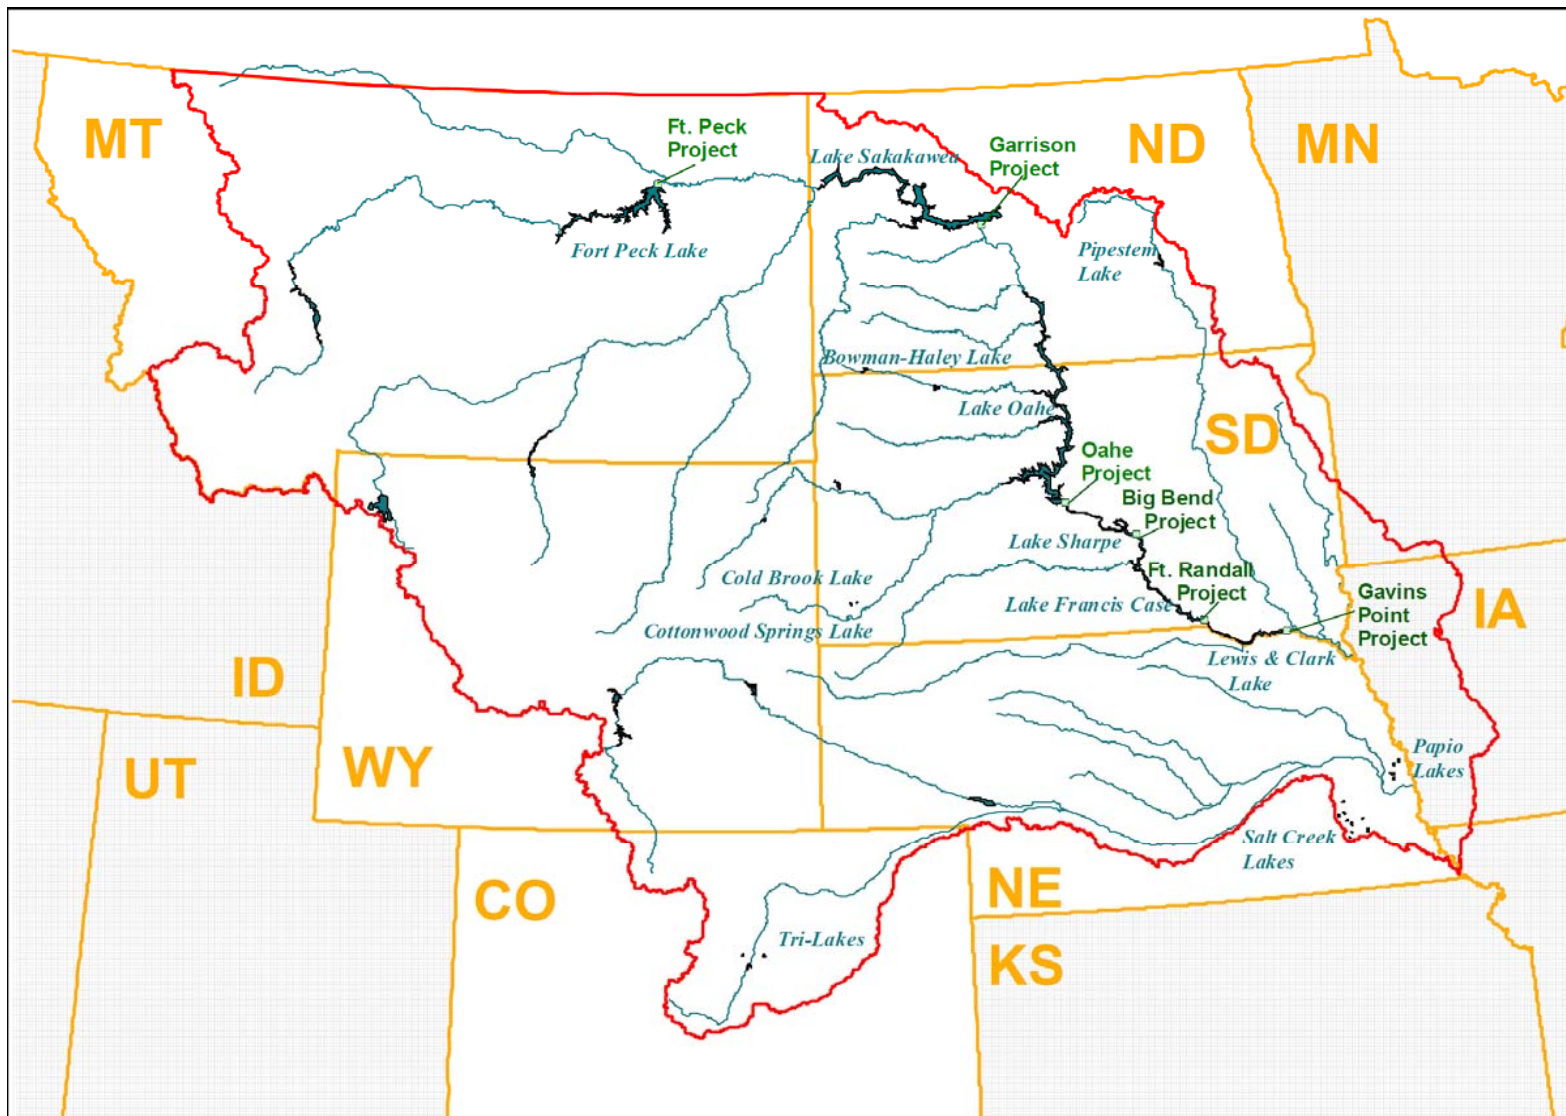 MT
Ft. Peck
Project
Lake Sakakawea
Garrison
Project
ND
MN
Fort Peck Lake
Pipestem
Lake
Bowman-Haley Lake
Lake Oahe
SD
Oahe
Project
Big Bend
Project
Lake Sharpe
Cold Brook Lake
Ft. Randall
Project
Lake Francis Case
Gavins
Point
Project
IA
Cottonwood Springs Lake
Lewis & Clark
Lake
ID
UT
WY
Papio
Lakes
Salt Creek
Lakes
CO
NE
Tri-Lakes
KS